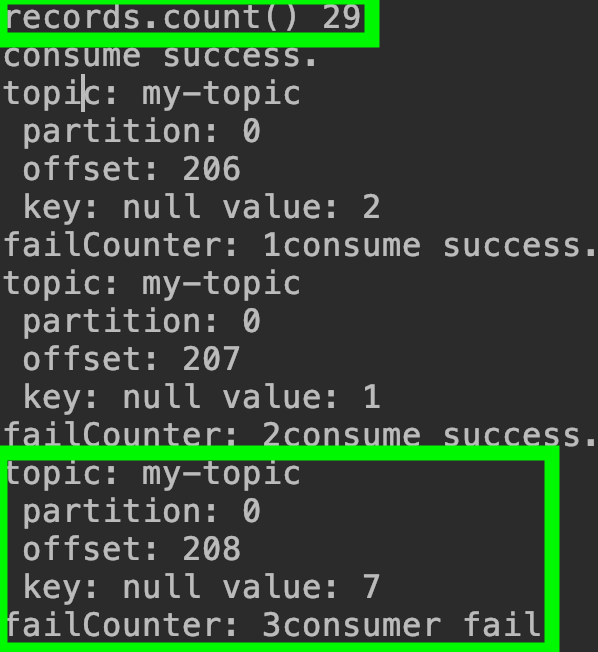 records.count() 29
consume success.
topic: my-topic
partition: 0
offset: 206
key: null value: 2
failCounter: 1consume success.
topic: my-topic
partition: 0
offset: 207
key: null value: 1
failCounter: 2consume success.
topic: my-topic
partition: 0
offset: 208
key: null value: 7
failCounter: 3consumer fail